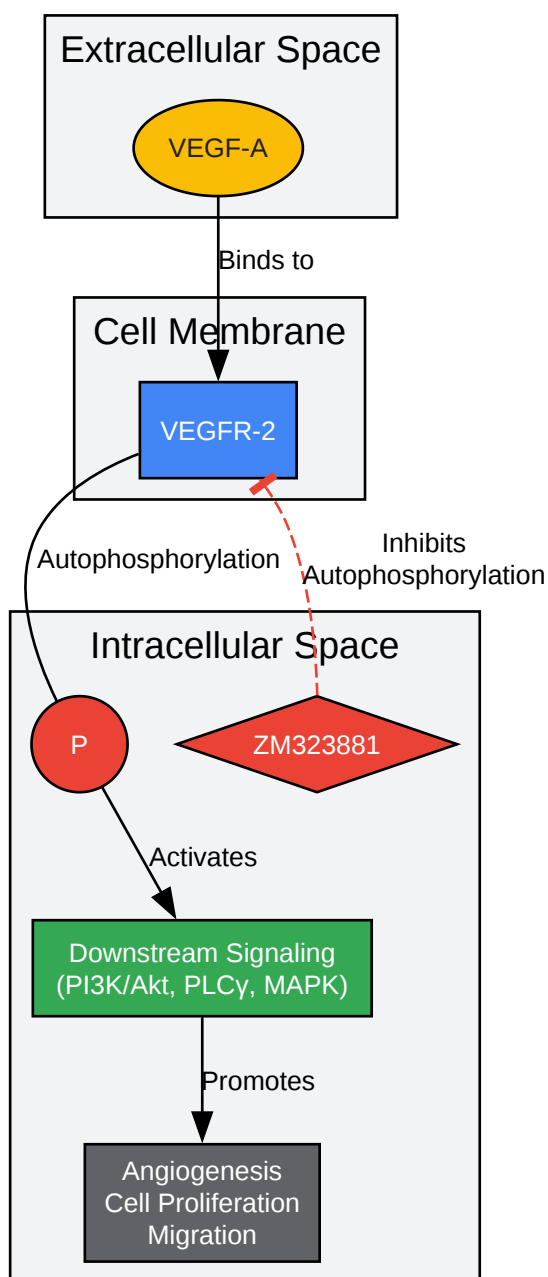 Extracellular Space
VEGF-A
Binds to
Cell Membrane
VEGFR-2
Autophosphorylation
Inhibits
Autophosphorylation
Intracellular Space
P
ZM323881
Activates
Downstream Signaling
(PI3K/Akt, PLCγ, MAPK)
Promotes
Angiogenesis
Cell Proliferation
Migration